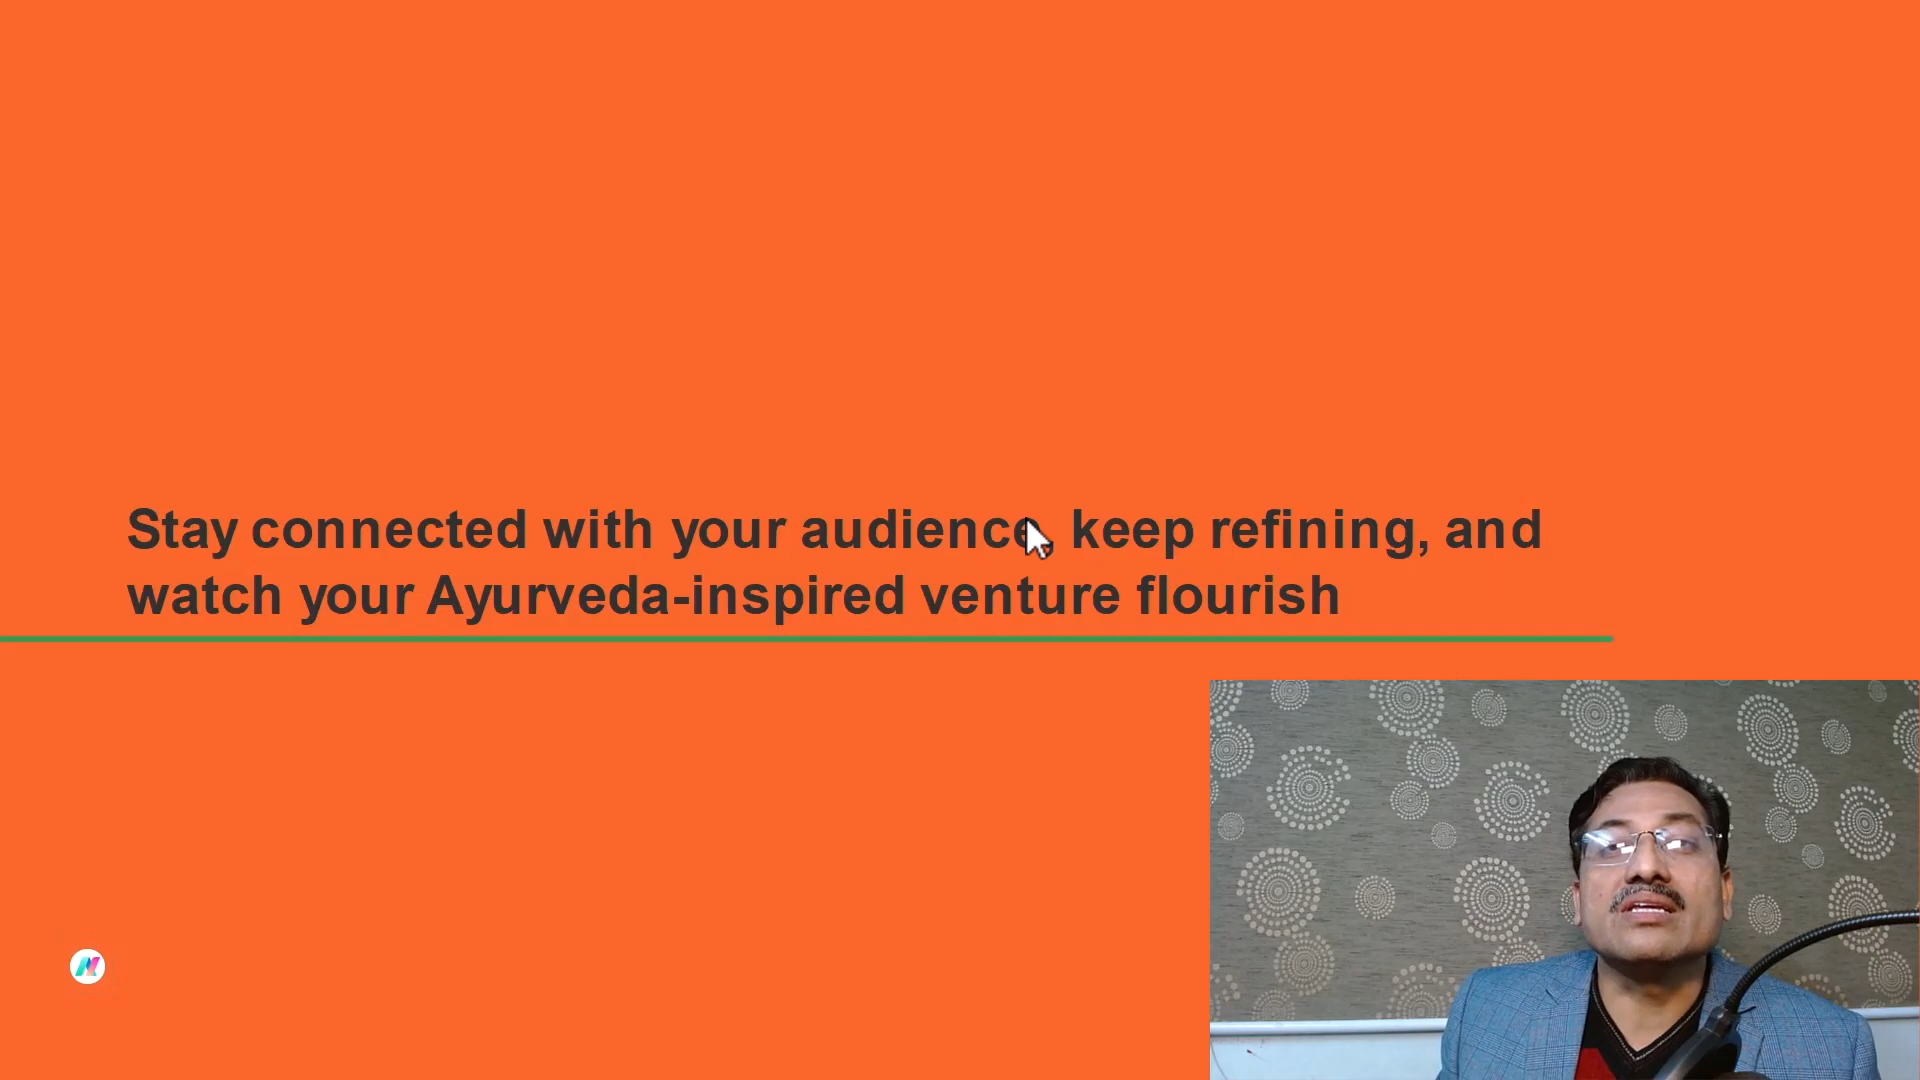 Stay connected with your audience, keep refining, and
watch your Ayurveda-inspired venture flourish